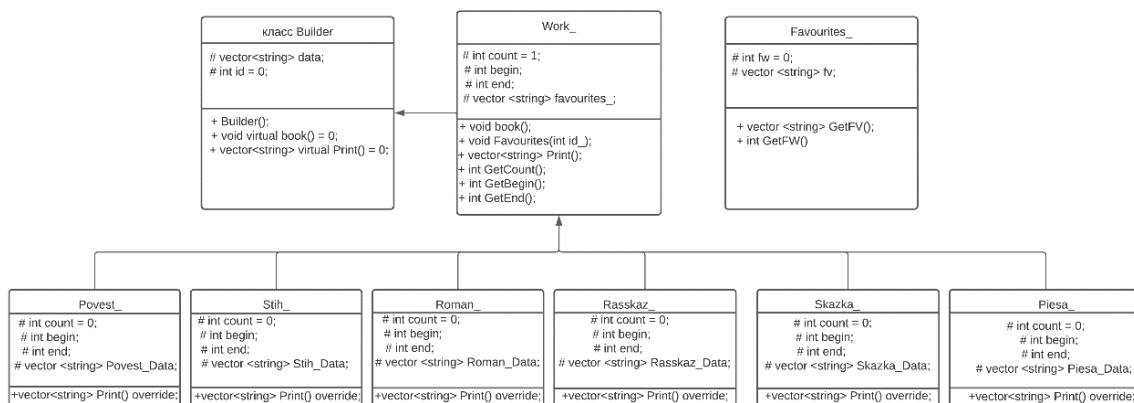 класс Builder
# vector<string> data;
# int id = 0;
+ Builder();
+ void virtual book() = 0;
+ vector<string> virtual Print() = 0;
Work_
# int count = 1;
# int begin;
# int end;
# vector <string> favourites_;
+ void book();
+ void Favourites(int id_);
+ vector<string> Print();
+ int GetCount();
+ int GetBegin();
+ int GetEnd();
Favourites_
# int fw = 0;
# vector <string> fv;
+ vector <string> GetFV();
+ int GetFW()
Povest_
# int count = 0;
# int begin;
# int end;
# vector <string> Povest_Data;
+vector<string> Print() override;
Stih_
# int count = 0;
# int begin;
# int end;
# vector <string> Stih_Data;
+vector<string> Print() override;
Roman_
# int count = 0;
# int begin;
# int end;
# vector <string> Roman_Data;
+vector<string> Print() override;
Rasskaz_
# int count = 0;
# int begin;
# int end;
# vector <string> Rasskaz_Data;
+vector<string> Print() override;
Skazka_
# int count = 0;
# int begin;
# int end;
# vector <string> Skazka_Data;
+vector<string> Print() override;
Piesa_
# int count = 0;
# int begin;
# int end;
# vector <string> Piesa_Data;
+vector<string> Print() override;